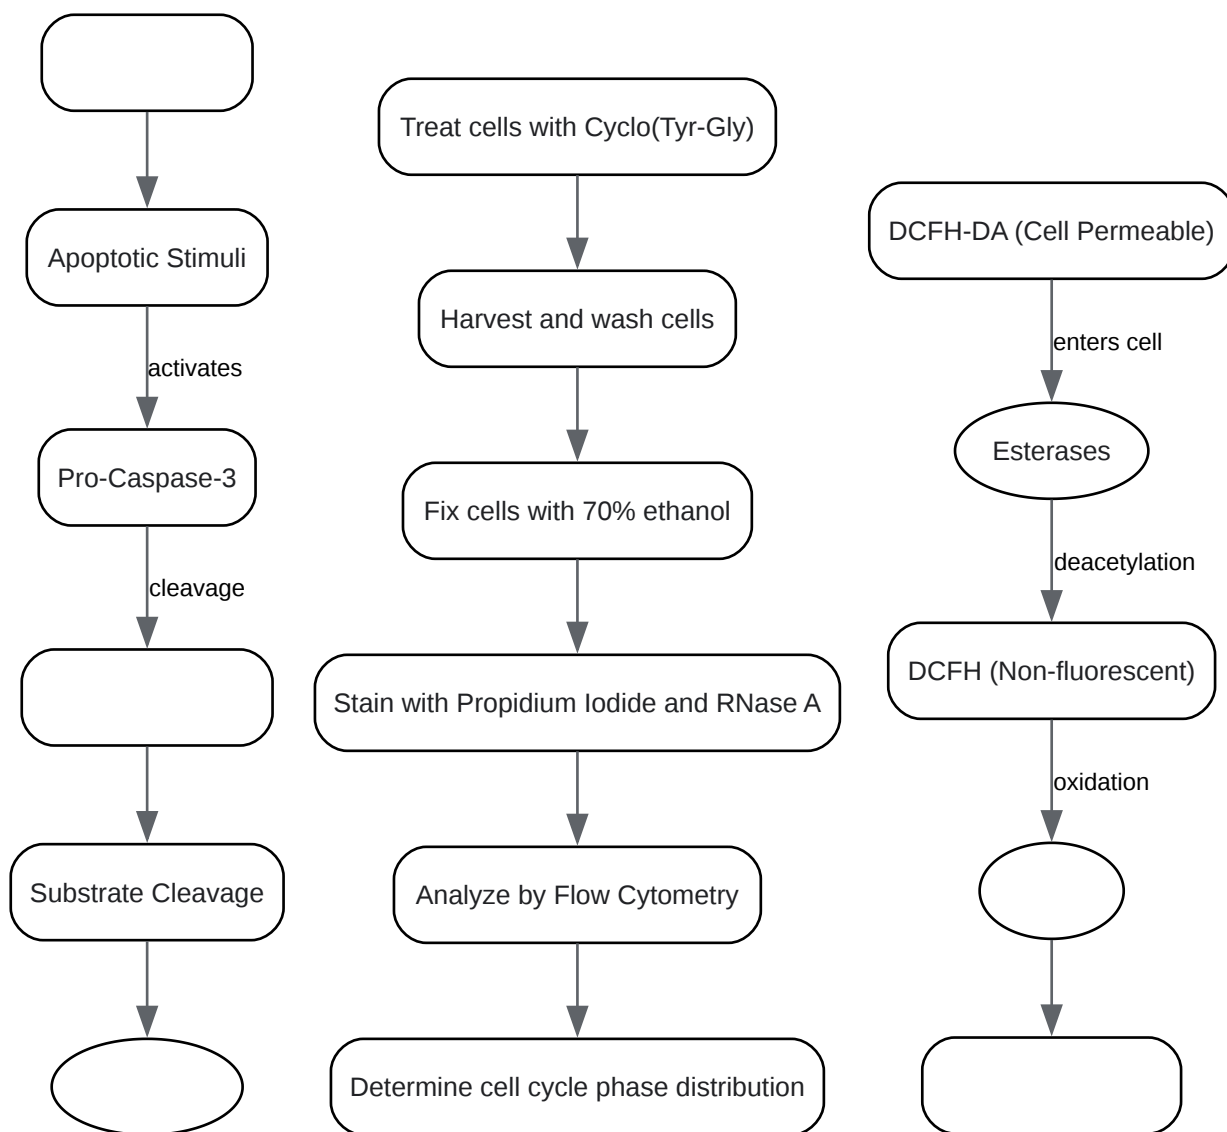 Apoptotic Stimuli
activates
Pro-Caspase-3
cleavage
Substrate Cleavage
Treat cells with Cyclo(Tyr-Gly)
Harvest and wash cells
Fix cells with 70% ethanol
Stain with Propidium Iodide and RNase A
Analyze by Flow Cytometry
Determine cell cycle phase distribution
DCFH-DA (Cell Permeable)
enters cell
Esterases
deacetylation
DCFH (Non-fluorescent)
oxidation